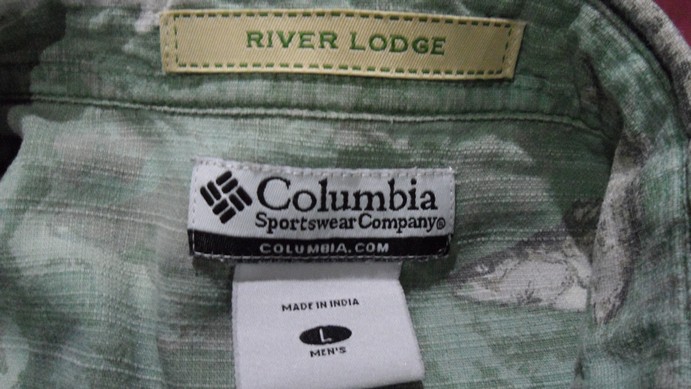 RIVER LODGE
Columbia
Sportswear Company®
COLUMBIA.COM
MADE IN INDIA
L
MEN'S